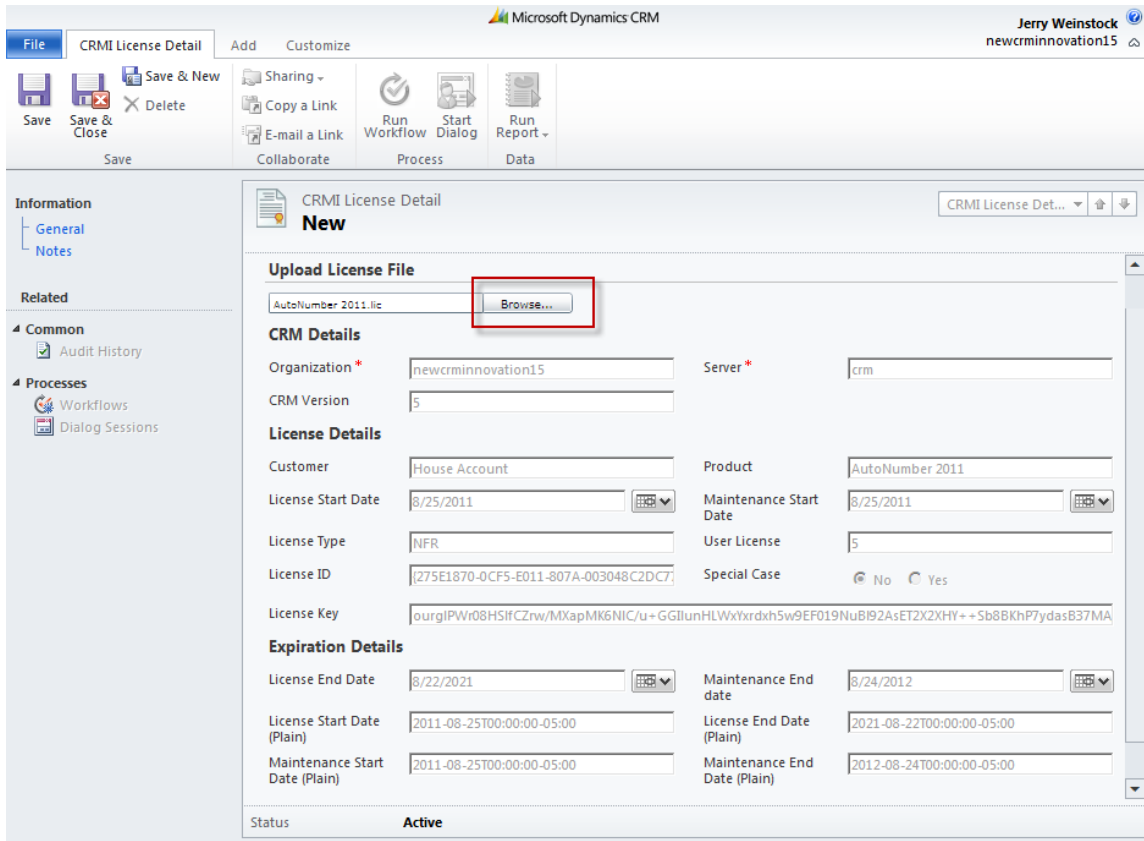 Microsoft Dynamics CRM
Jerry Weinstock
newcrminnovation15
File
CRMI License Detail
Add
Customize
Save
Save & Close
Save & New
Delete
Save
Sharing
Copy a Link
E-mail a Link
Collaborate
Run Workflow
Start Dialog
Process
Run Report
Data
Information
General
Notes
Related
Common
Audit History
Processes
Workflows
Dialog Sessions
CRMI License Detail
New
CRMI License Det...
Upload License File
AutoNumber 2011.lic
Browse...
CRM Details
Organization * newcrminnovation15 Server * crm
CRM Version 5
License Details
Customer House Account Product AutoNumber 2011
License Start Date 8/25/2011 Maintenance Start Date 8/25/2011
License Type NFR User License 5
License ID {275E1870-0CF5-E011-807A-003048C2DC77 Special Case No Yes
License Key
Expiration Details
License End Date 8/22/2021 Maintenance End date 8/24/2012
License Start Date (Plain) 2011-08-25T00:00:00-05:00 License End Date (Plain) 2021-08-22T00:00:00-05:00
Maintenance Start Date (Plain) 2011-08-25T00:00:00-05:00 Maintenance End Date (Plain) 2012-08-24T00:00:00-05:00
Status Active